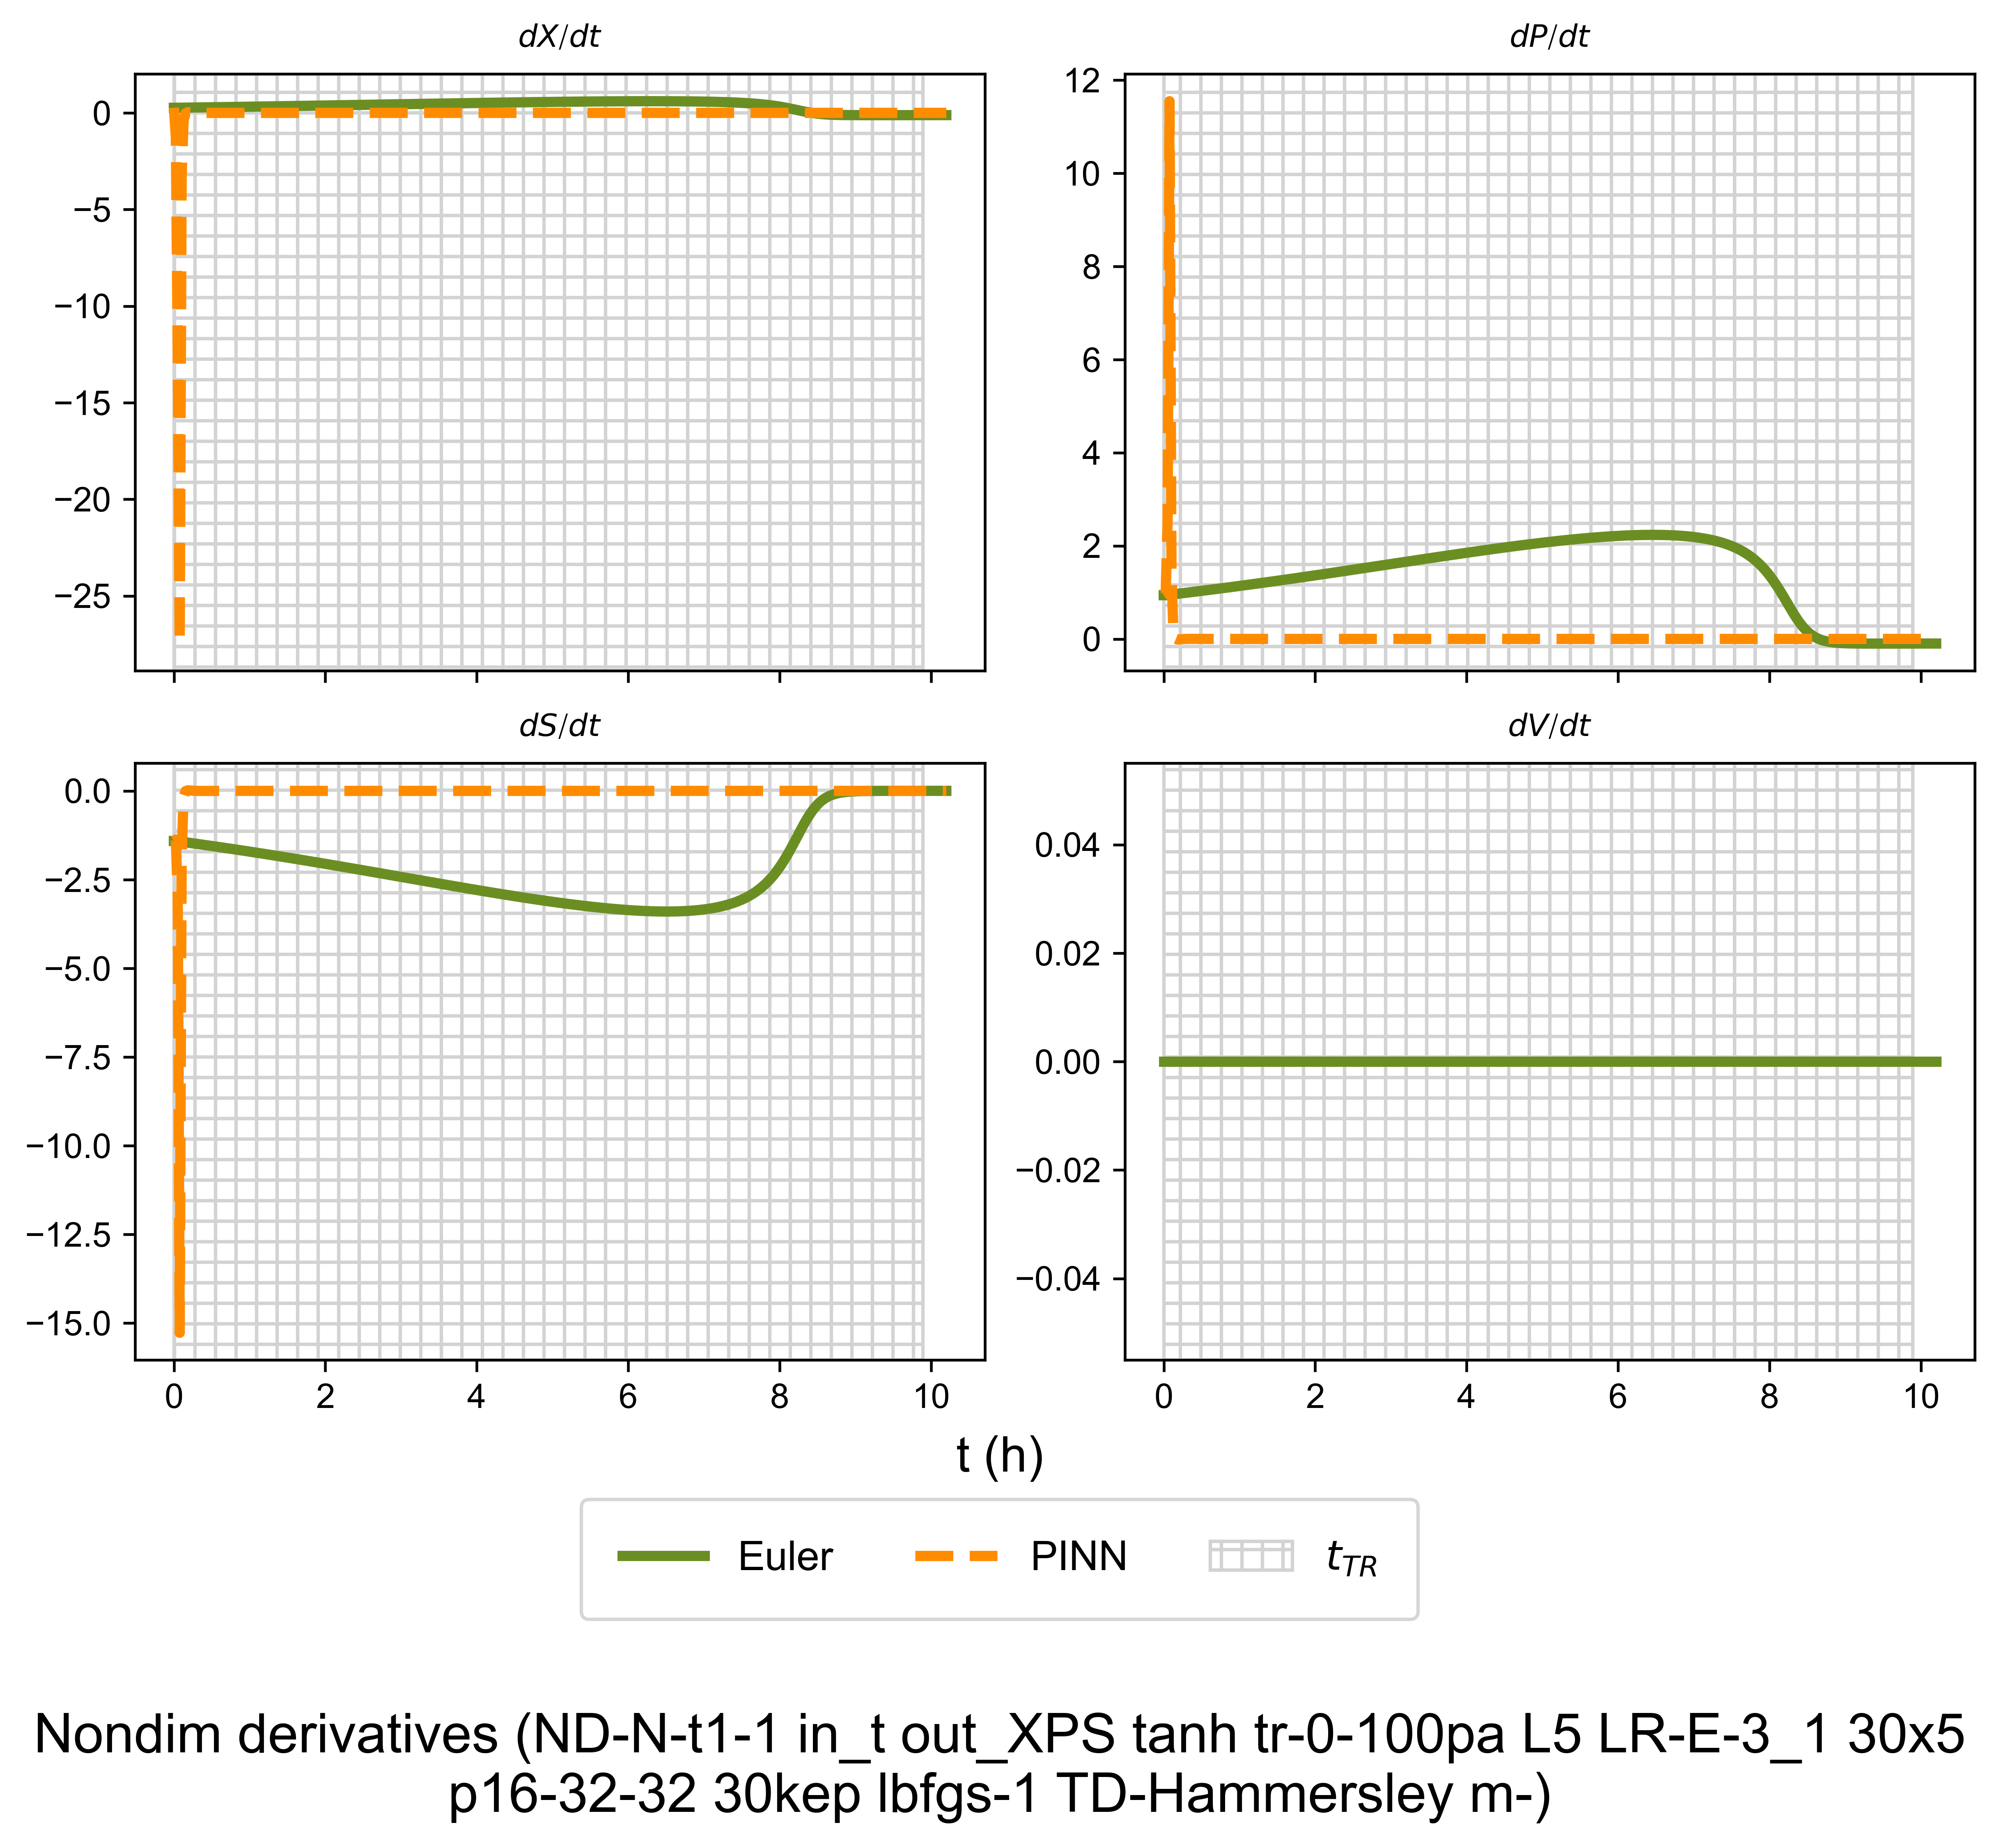 dX/dt
dP/dt
0
−5
−10
−15
−20
−25
12
10
8
6
4
2
0
dS/dt
dV/dt
0.0
−2.5
−5.0
−7.5
−10.0
−12.5
−15.0
0.04
0.02
0.00
−0.02
−0.04
0 2 4 6 8 10
0 2 4 6 8 10
t (h)
Euler PINN t_TR
Nondim derivatives (ND-N-t1-1 in_t out_XPS tanh tr-0-100pa L5 LR-E-3_1 30x5
p16-32-32 30kep lbfgs-1 TD-Hammersley m-)